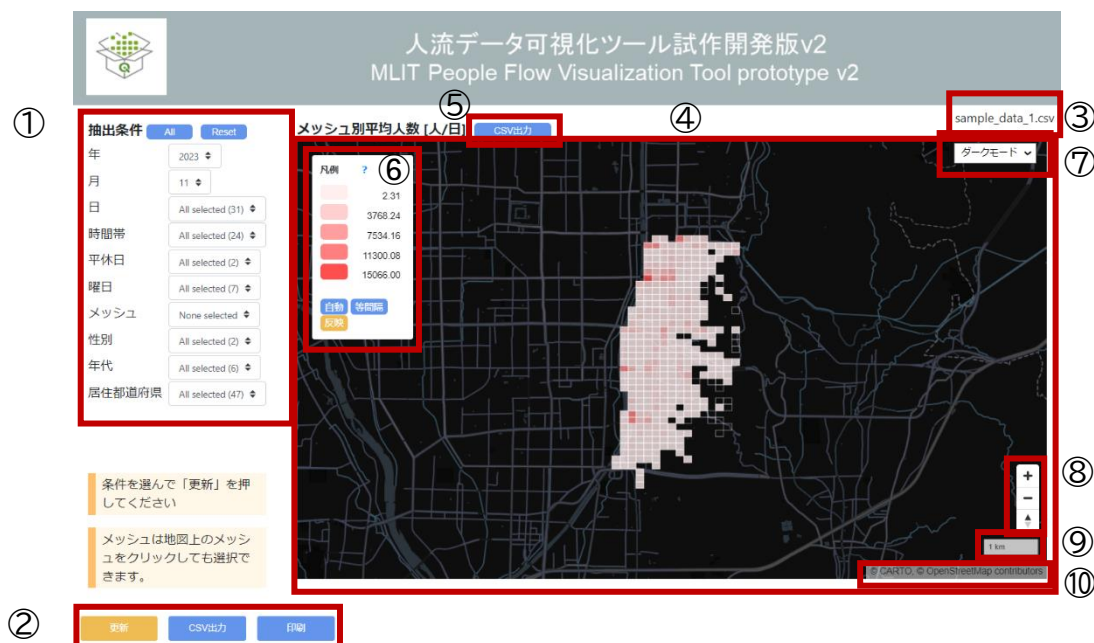 人流データ可視化ツール試作開発版v2
MLIT People Flow Visualization Tool prototype v2
Q
①
抽出条件 All Reset
年 2023
月 11
日 All selected (31)
時間帯 All selected (24)
平休日 All selected (2)
曜日 All selected (7)
メッシュ None selected
性別 All selected (2)
年代 All selected (6)
居住都道府県 All selected (47)
条件を選んで「更新」を押
してください
メッシュは地図上のメッシ
ュをクリックしても選択で
きます。
②
更新 CSV出力 印刷
⑤
メッシュ別平均人数 [人/日] CSV出力
④
sample_data_1.csv ③
ダークモード ⑦
凡例 ? ⑥
2.31
3768.24
7534.16
11300.08
15066.00
自動 等間隔
反映
+
− ⑧
1 km ⑨
© CARTO, © OpenStreetMap contributors ⑩